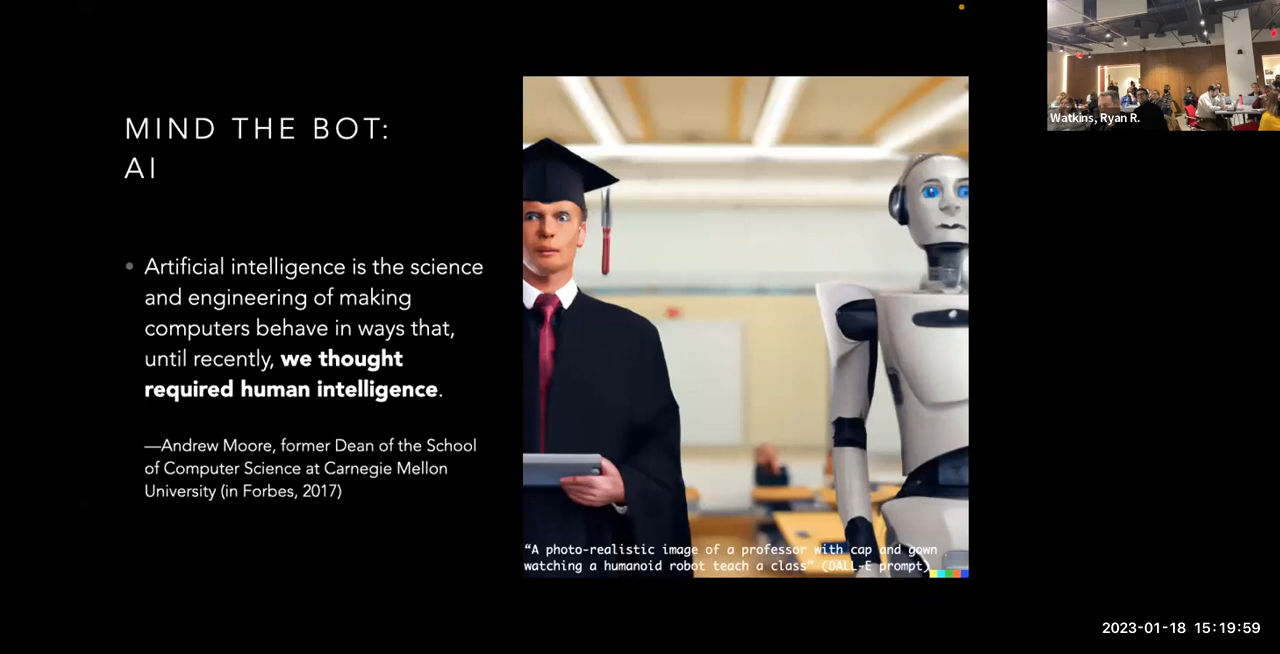 MIND THE BOT:
AI
Artificial intelligence is the science
and engineering of making
computers behave in ways that,
until recently, we thought
required human intelligence.
—Andrew Moore, former Dean of the School
of Computer Science at Carnegie Mellon
University (in Forbes, 2017)
“A photo-realistic image of a professor with cap and gown
watching a humanoid robot teach a class” (DALL-E prompt)
Watkins, Ryan R.
2023-01-18 15:19:59